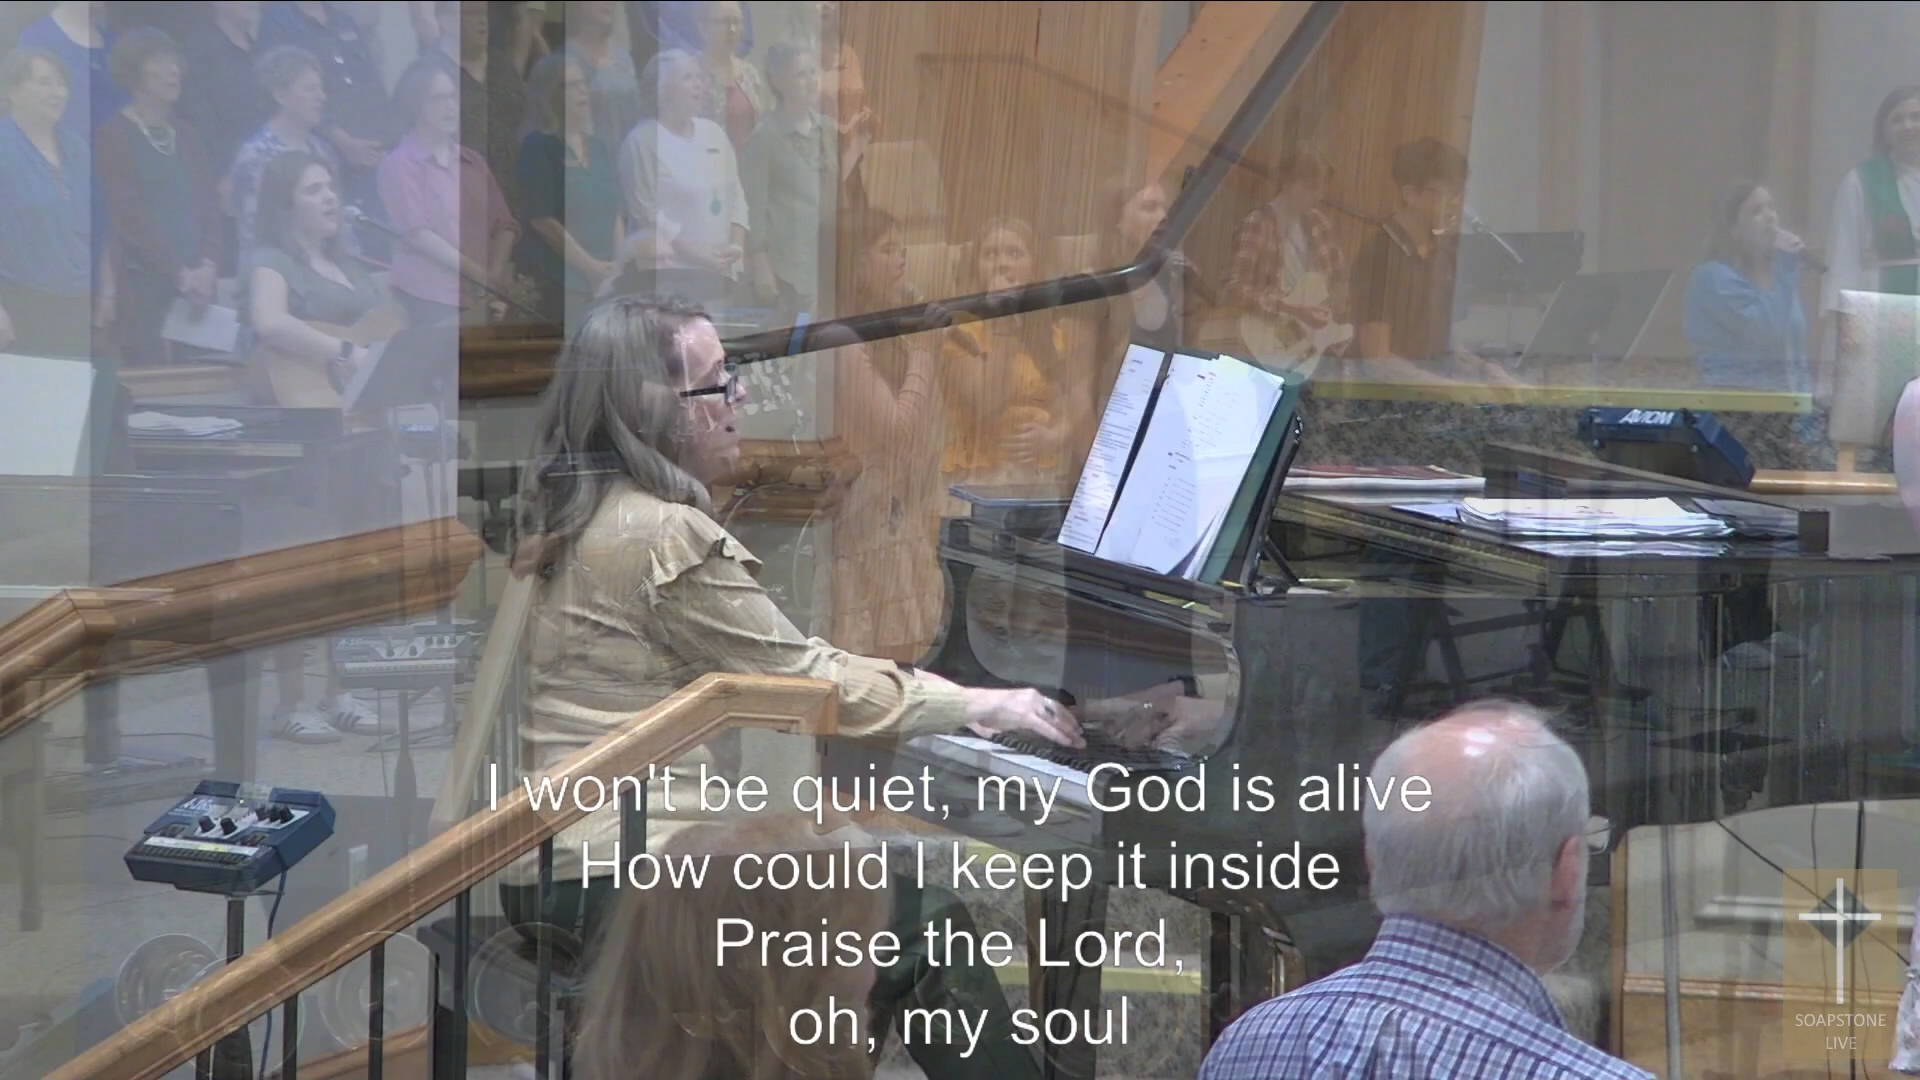 AVIOM
I won't be quiet, my God is alive
How could I keep it inside
Praise the Lord,
oh, my soul
SOAPSTONE
LIVE